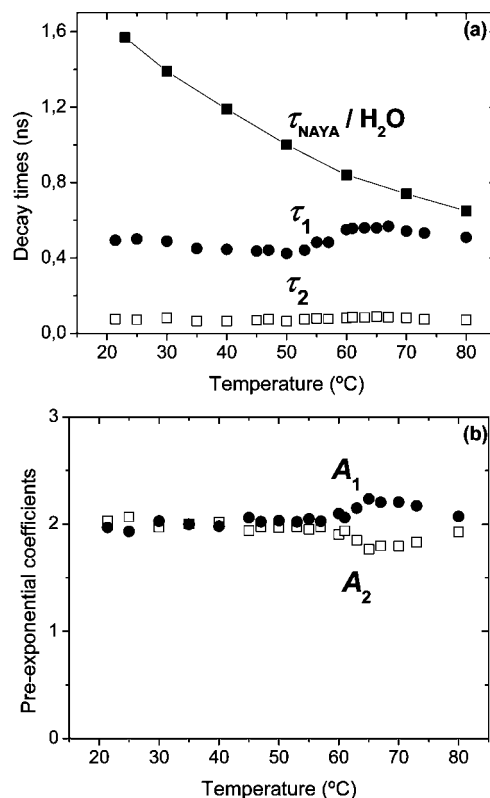 (a)
1,6
1,2
0,8
0,4
0,0
Decay times (ns)
τNAYA / H2O
τ1
τ2
20 30 40 50 60 70 80
Temperature (ºC)
(b)
3
2
1
0
Pre-exponential coefficients
A1
A2
20 30 40 50 60 70 80
Temperature (ºC)